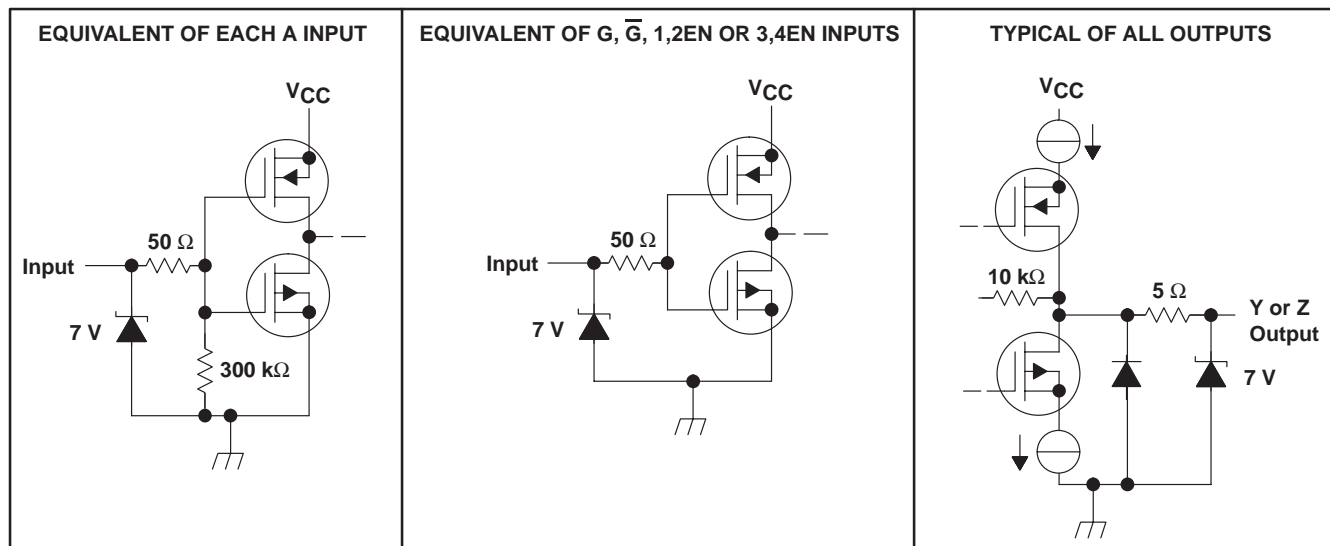 EQUIVALENT OF EACH A INPUT
VCC
50 Ω
Input
7 V
300 kΩ
EQUIVALENT OF G, G̅, 1,2EN OR 3,4EN INPUTS
VCC
50 Ω
Input
7 V
TYPICAL OF ALL OUTPUTS
VCC
10 kΩ
5 Ω
Y or Z
Output
7 V